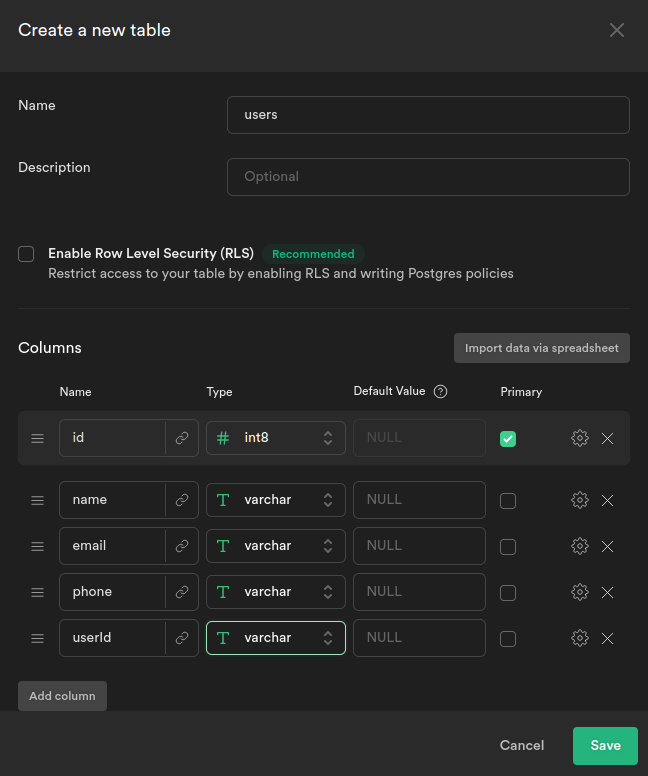 Create a new table
Name
users
Description
Optional
Enable Row Level Security (RLS) Recommended
Restrict access to your table by enabling RLS and writing Postgres policies
Columns
Import data via spreadsheet
Name Type Default Value ? Primary
id # int8 NULL
name T varchar NULL
email T varchar NULL
phone T varchar NULL
userId T varchar NULL
Add column
Cancel Save